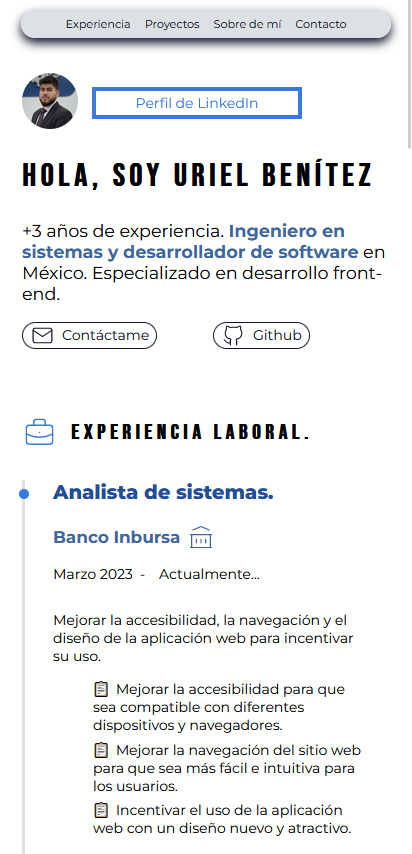 Experiencia Proyectos Sobre de mí Contacto
Perfil de LinkedIn
HOLA, SOY URIEL BENÍTEZ
+3 años de experiencia. Ingeniero en
sistemas y desarrollador de software en
México. Especializado en desarrollo front-
end.
Contáctame Github
EXPERIENCIA LABORAL.
Analista de sistemas.
Banco Inbursa
Marzo 2023 - Actualmente...
Mejorar la accesibilidad, la navegación y el
diseño de la aplicación web para incentivar
su uso.
Mejorar la accesibilidad para que
sea compatible con diferentes
dispositivos y navegadores.
Mejorar la navegación del sitio web
para que sea más fácil e intuitiva para
los usuarios.
Incentivar el uso de la aplicación
web con un diseño nuevo y atractivo.